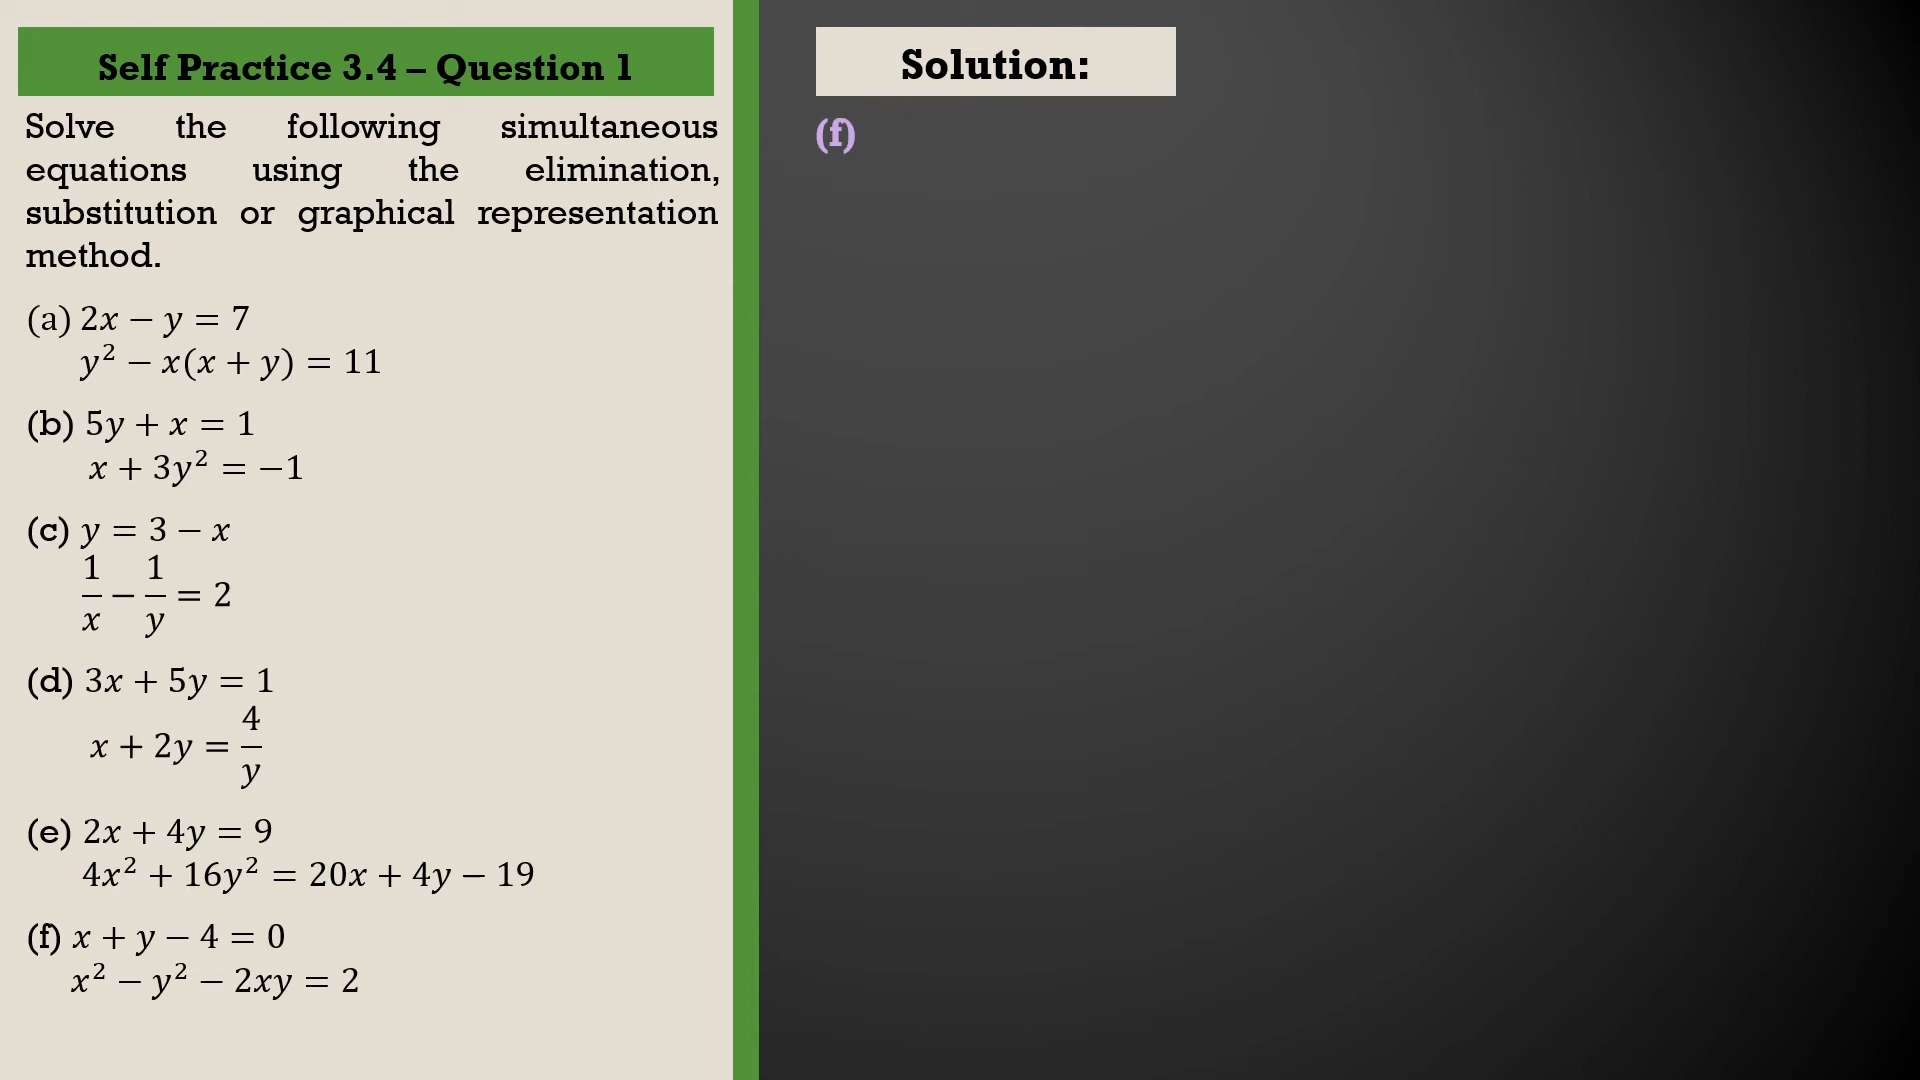 Self Practice 3.4 – Question 1
Solve the following simultaneous
equations using the elimination,
substitution or graphical representation
method.
(a) 2x − y = 7
y² − x(x + y) = 11
(b) 5y + x = 1
x + 3y² = −1
(c) y = 3 − x
1/x − 1/y = 2
(d) 3x + 5y = 1
x + 2y = 4/y
(e) 2x + 4y = 9
4x² + 16y² = 20x + 4y − 19
(f) x + y − 4 = 0
x² − y² − 2xy = 2
Solution:
(f)